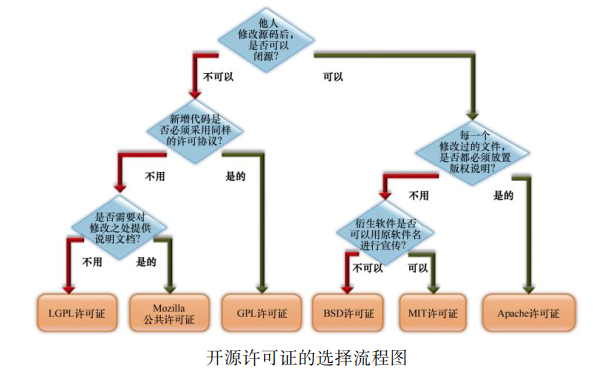 他人
修改源码后,
是否可以
闭源?
不可以
可以
新增代码是
否必须采用同样
的许可协议?
每一个
修改过的文件,
是否都必须放置
版权说明?
不用
是的
不用
是的
是否需要对
修改之处提供
说明文档?
衍生软件是否
可以用原软件名
进行宣传?
不用
是的
不可以
可以
LGPL许可证
Mozilla
公共许可证
GPL许可证
BSD许可证
MIT许可证
Apache许可证
开源许可证的选择流程图